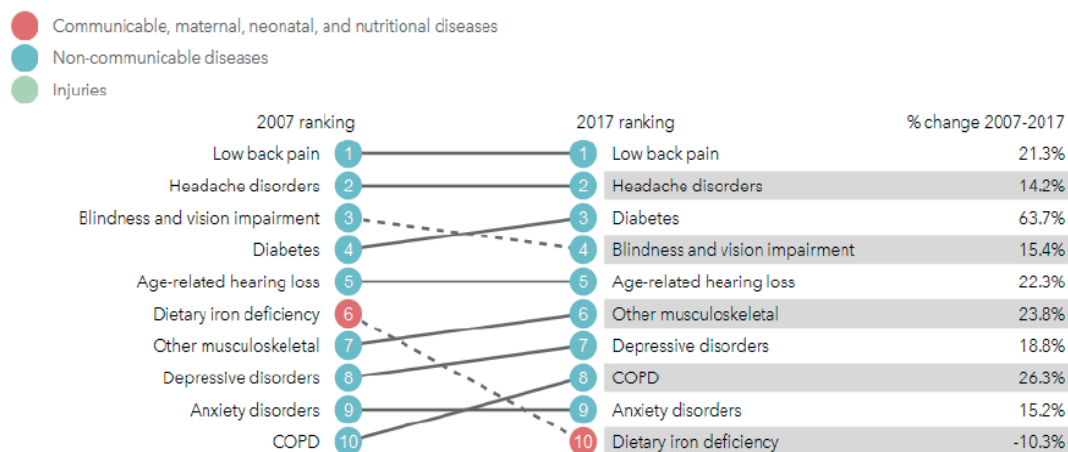 Communicable, maternal, neonatal, and nutritional diseases
Non-communicable diseases
Injuries
2007 ranking 2017 ranking % change 2007-2017
Low back pain 1 1 Low back pain 21.3%
Headache disorders 2 2 Headache disorders 14.2%
Blindness and vision impairment 3 3 Diabetes 63.7%
Diabetes 4 4 Blindness and vision impairment 15.4%
Age-related hearing loss 5 5 Age-related hearing loss 22.3%
Dietary iron deficiency 6 6 Other musculoskeletal 23.8%
Other musculoskeletal 7 7 Depressive disorders 18.8%
Depressive disorders 8 8 COPD 26.3%
Anxiety disorders 9 9 Anxiety disorders 15.2%
COPD 10 10 Dietary iron deficiency -10.3%